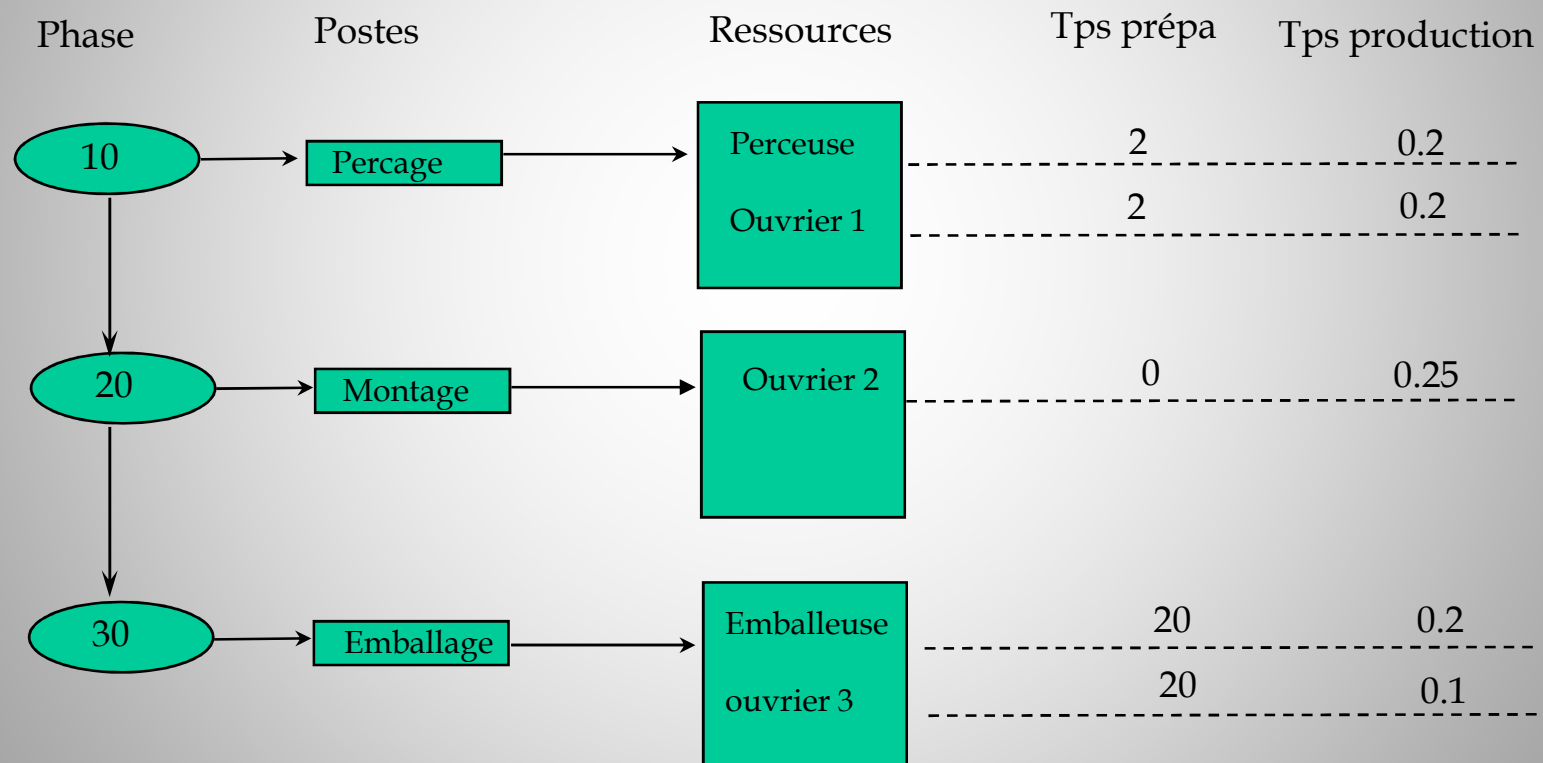 Phase Postes Ressources Tps prépa Tps production
10 Percage Perceuse 2 0.2
Ouvrier 1 2 0.2
20 Montage Ouvrier 2 0 0.25
30 Emballage Emballeuse 20 0.2
ouvrier 3 20 0.1